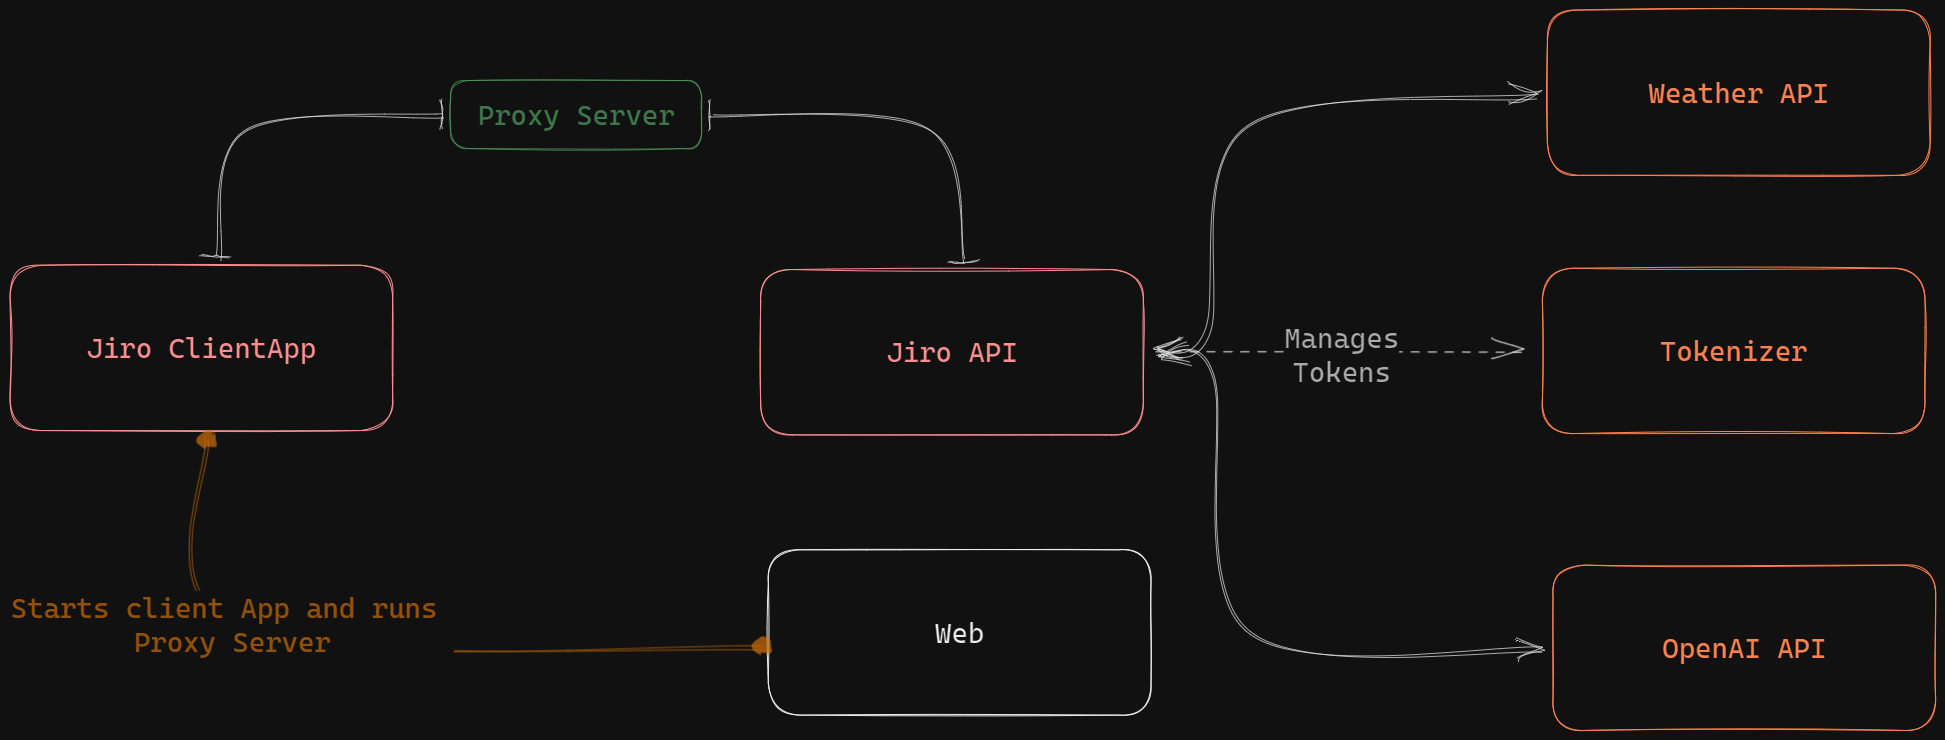 Weather API
Proxy Server
Jiro ClientApp
Jiro API
Manages
Tokens
Tokenizer
Starts client App and runs
Proxy Server
Web
OpenAI API